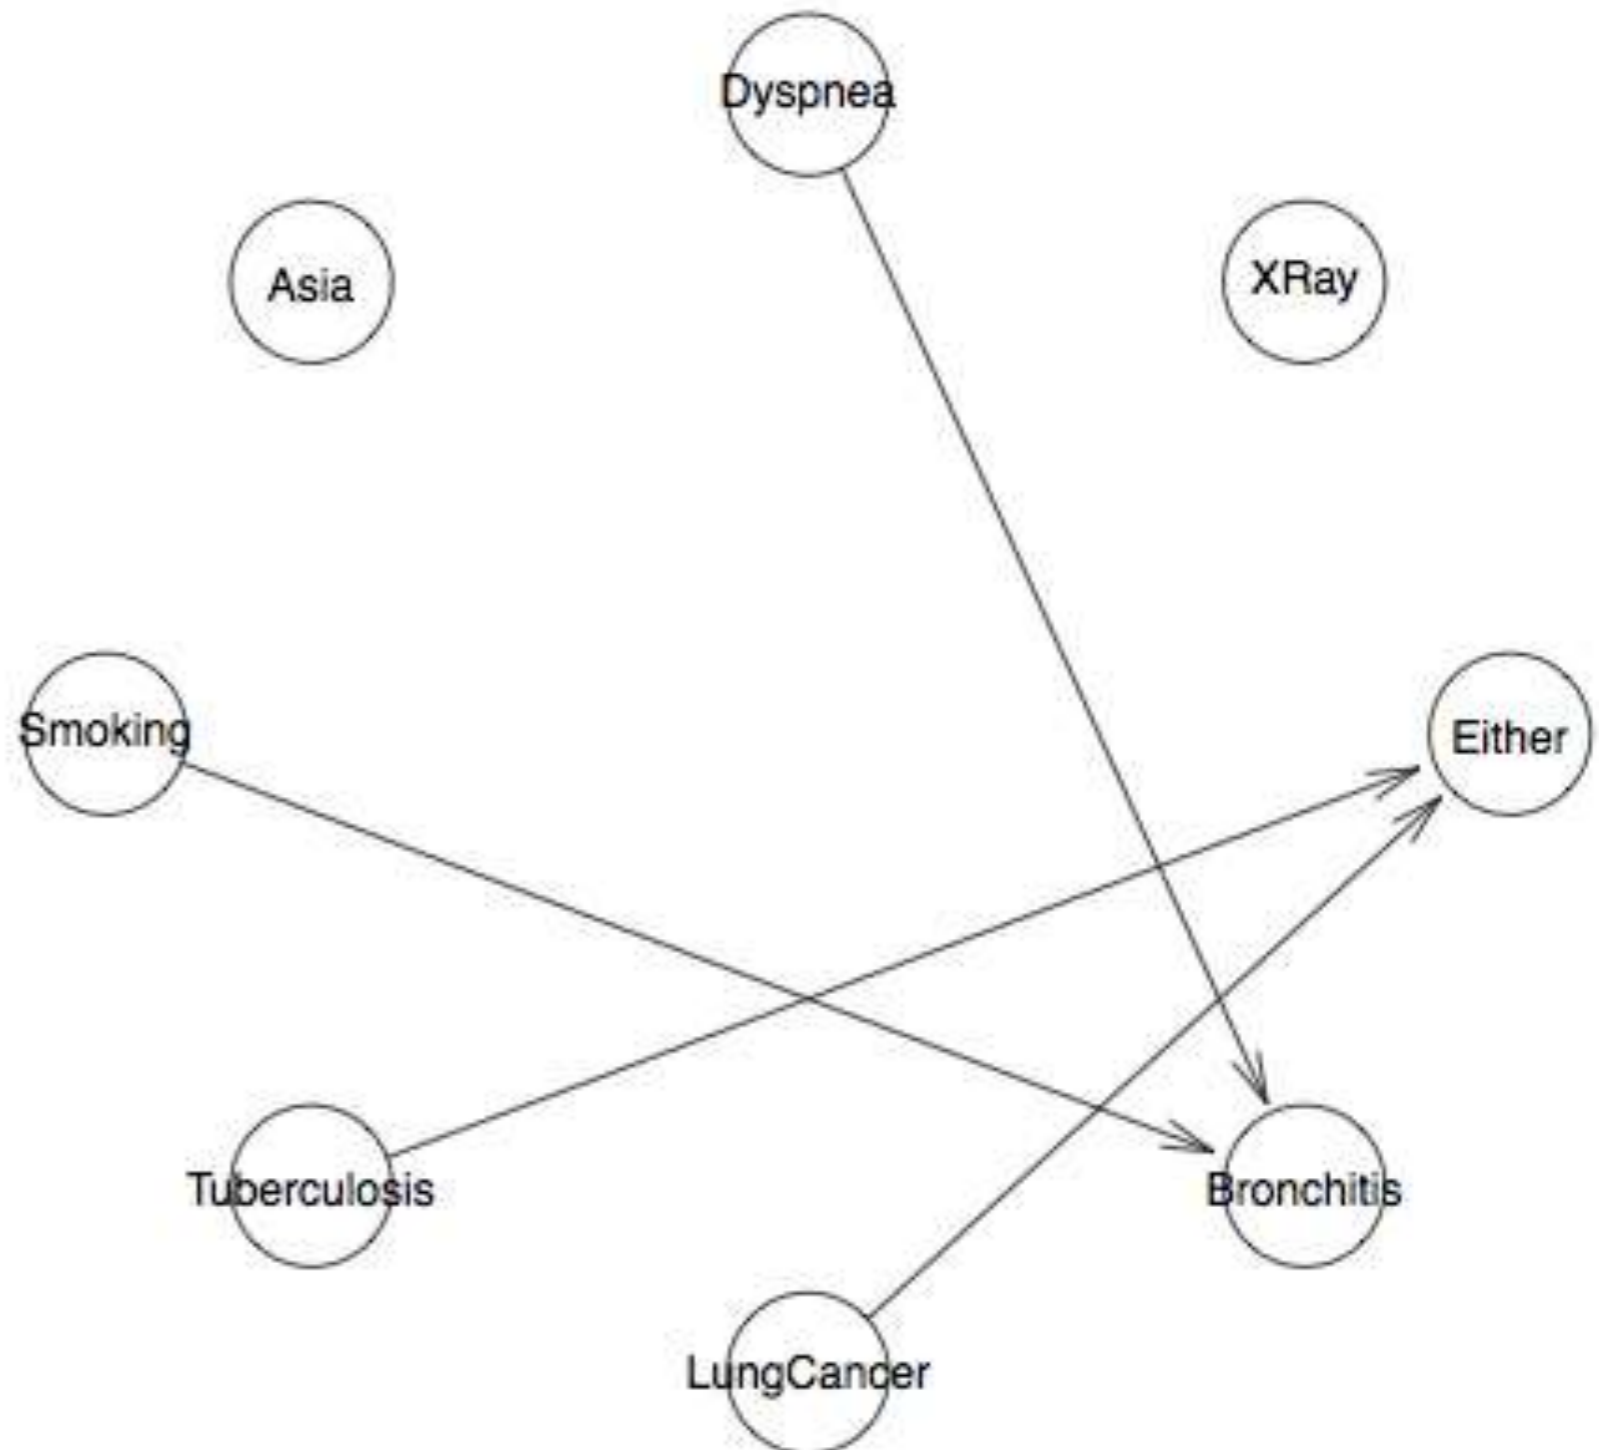 Dyspnea
Asia
XRay
Smoking
Either
Tuberculosis
Bronchitis
LungCancer